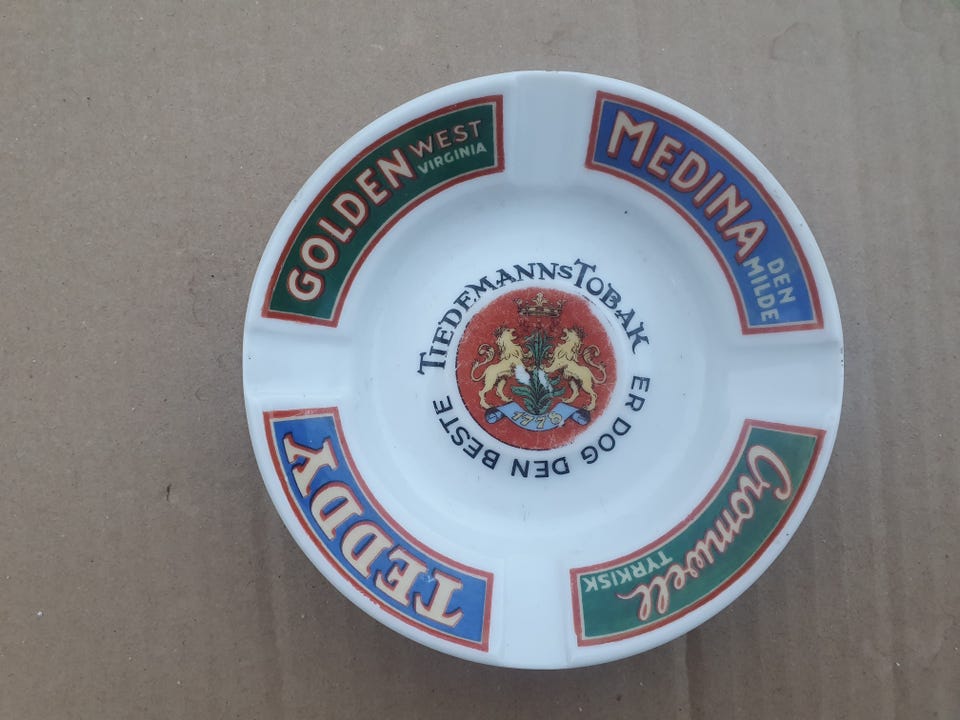 GOLDEN WEST
VIRGINIA
MEDINA DEN
MILDE
TIEDEMANNS TOBAK
ER DOG DEN BESTE
1778
TEDDY
Cromwell
TYRKISK